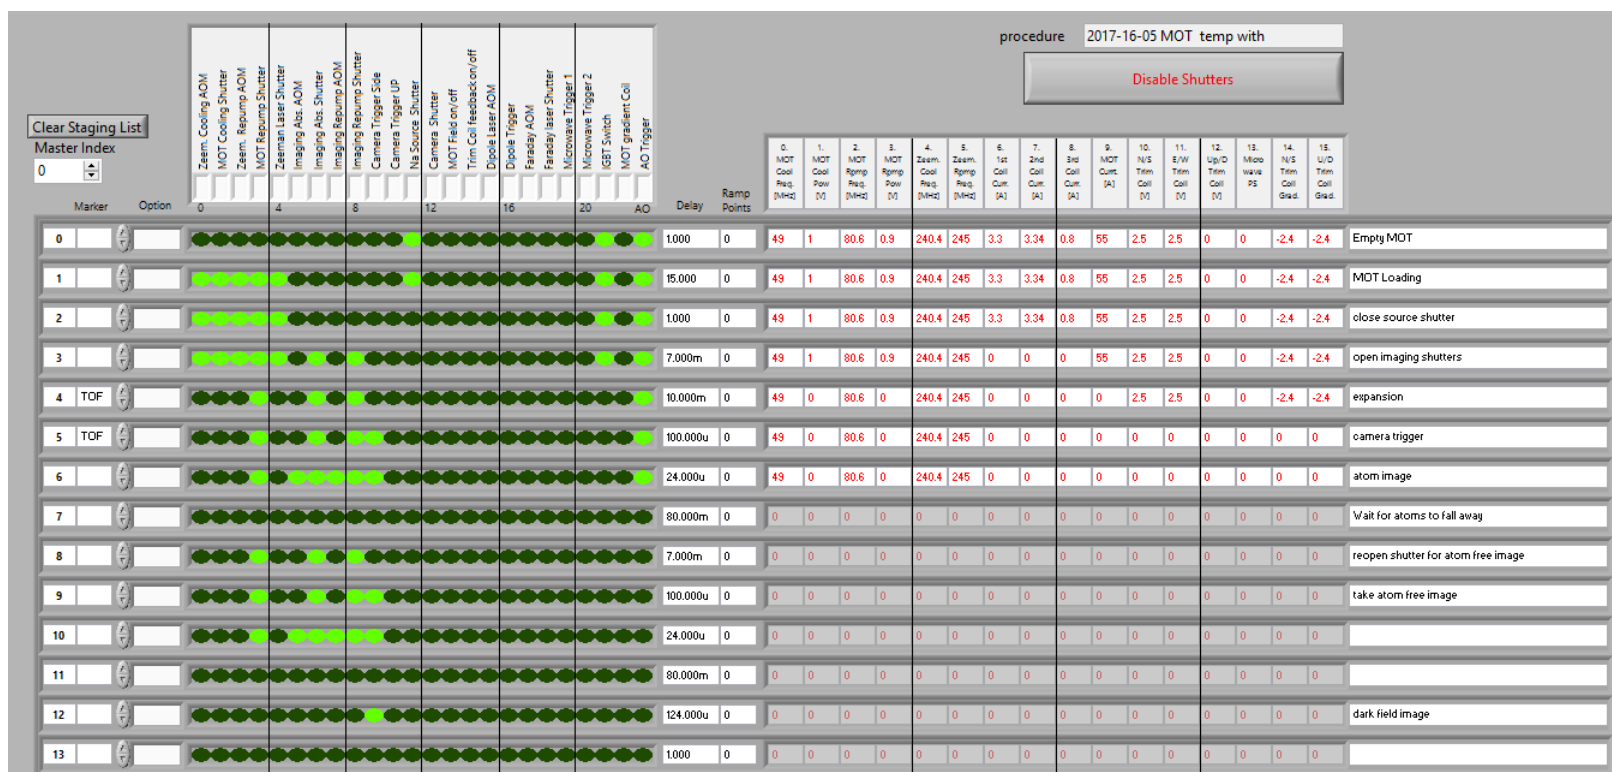 procedure 2017-16-05 MOT temp with
Disable Shutters
Clear Staging List
Master Index
0
Zeem. Cooling AOM
MOT Cooling Shutter
Zeem. Repump AOM
MOT Repump Shutter
Zeeman Laser Shutter
Imaging Abs. AOM
Imaging Abs. Shutter
Imaging Repump AOM
Imaging Repump Shutter
Camera Trigger Side
Camera Trigger UP
Na Source Shutter
Camera Shutter
MOT Field on/off
Trim Coil feedback on/off
Dipole Laser AOM
Dipole Trigger
Faraday AOM
Faraday laser Shutter
Microwave Trigger 1
Microwave Trigger 2
IGBT Switch
MOT gradient Coil
AO Trigger
0. MOT Cool Freq. [MHz]
1. MOT Cool Pow [V]
2. MOT Rpmp Freq. [MHz]
3. MOT Rpmp Pow [V]
4. Zeem. Cool Freq. [MHz]
5. Zeem. Rpmp Freq. [MHz]
6. 1st Coil Curr. [A]
7. 2nd Coil Curr. [A]
8. 3rd Coil Curr. [A]
9. MOT Curr. [A]
10. N/S Trim Coil [V]
11. E/W Trim Coil [V]
12. Up/D Trim Coil [V]
13. Micro wave PS
14. N/S Trim Coil Grad.
15. U/D Trim Coil Grad.
Marker Option 0 4 8 12 16 20 AO Delay Ramp Points
0 1.000 0 49 1 80.6 0.9 240.4 245 3.3 3.34 0.8 55 2.5 2.5 0 0 -2.4 -2.4 Empty MOT
1 15.000 0 49 1 80.6 0.9 240.4 245 3.3 3.34 0.8 55 2.5 2.5 0 0 -2.4 -2.4 MOT Loading
2 1.000 0 49 1 80.6 0.9 240.4 245 3.3 3.34 0.8 55 2.5 2.5 0 0 -2.4 -2.4 close source shutter
3 7.000m 0 49 1 80.6 0.9 240.4 245 0 0 0 55 2.5 2.5 0 0 -2.4 -2.4 open imaging shutters
4 TOF 10.000m 0 49 0 80.6 0 240.4 245 0 0 0 0 2.5 2.5 0 0 -2.4 -2.4 expansion
5 TOF 100.000u 0 49 0 80.6 0 240.4 245 0 0 0 0 0 0 0 0 0 0 camera trigger
6 24.000u 0 49 0 80.6 0 240.4 245 0 0 0 0 0 0 0 0 0 0 atom image
7 80.000m 0 0 0 0 0 0 0 0 0 0 0 0 0 0 0 0 0 Wait for atoms to fall away
8 7.000m 0 0 0 0 0 0 0 0 0 0 0 0 0 0 0 0 0 reopen shutter for atom free image
9 100.000u 0 0 0 0 0 0 0 0 0 0 0 0 0 0 0 0 0 take atom free image
10 24.000u 0 0 0 0 0 0 0 0 0 0 0 0 0 0 0 0 0
11 80.000m 0 0 0 0 0 0 0 0 0 0 0 0 0 0 0 0 0
12 124.000u 0 0 0 0 0 0 0 0 0 0 0 0 0 0 0 0 0 dark field image
13 1.000 0 0 0 0 0 0 0 0 0 0 0 0 0 0 0 0 0